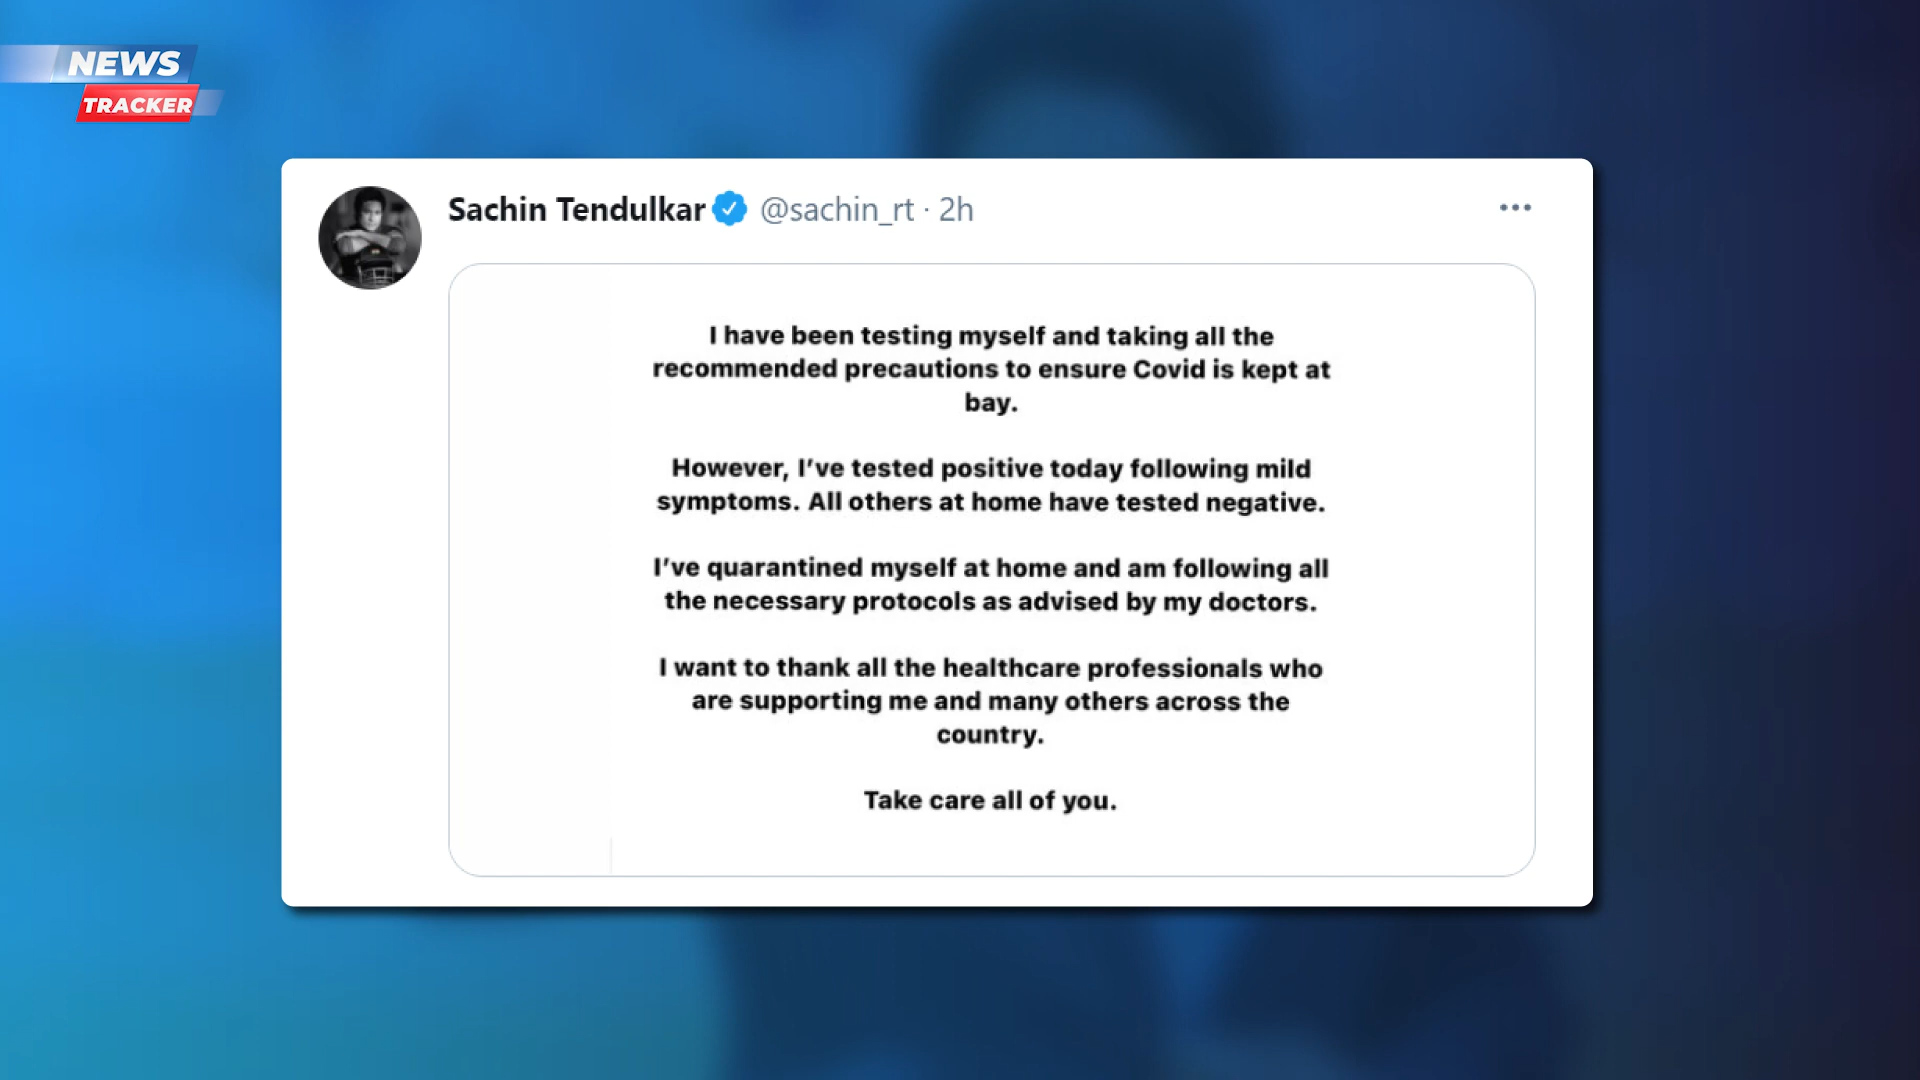 NEWS
TRACKER
Sachin Tendulkar @sachin_rt · 2h
I have been testing myself and taking all the
recommended precautions to ensure Covid is kept at
bay.
However, I’ve tested positive today following mild
symptoms. All others at home have tested negative.
I’ve quarantined myself at home and am following all
the necessary protocols as advised by my doctors.
I want to thank all the healthcare professionals who
are supporting me and many others across the
country.
Take care all of you.